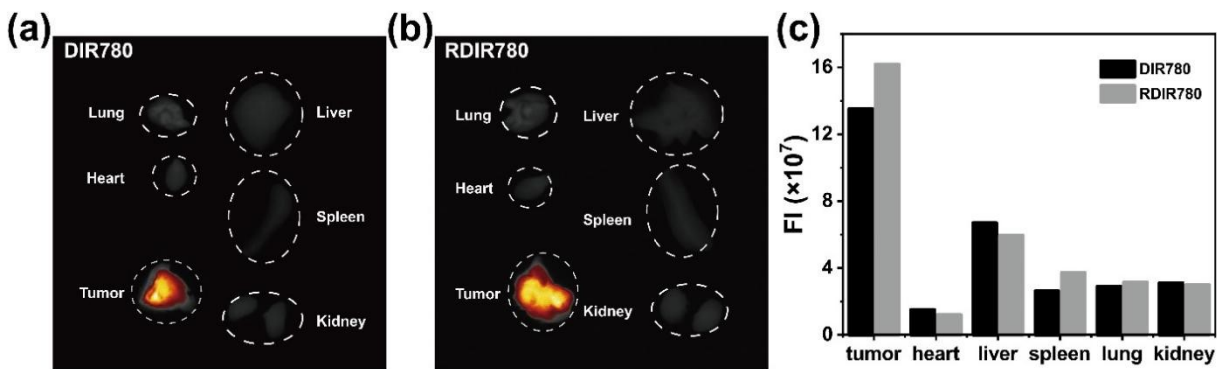 (a)
DIR780
Lung
Liver
Heart
Spleen
Tumor
Kidney
(b)
RDIR780
Lung
Liver
Heart
Spleen
Tumor
Kidney
(c)
DIR780
RDIR780
FI (×10⁷)
16
12
8
4
0
tumor heart liver spleen lung kidney